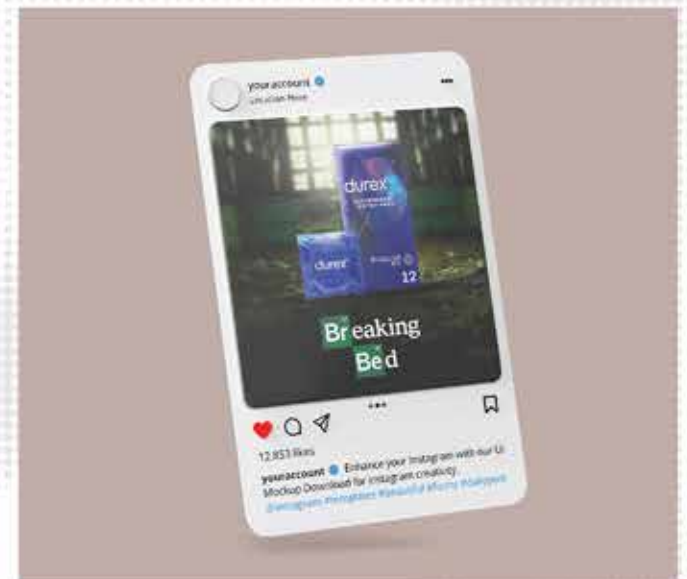 youraccount
durex
durex
12
Breaking
Bed
12,853 likes
youraccount Enhance your Instagram with our UI
Mockup Download for Instagram creativity.